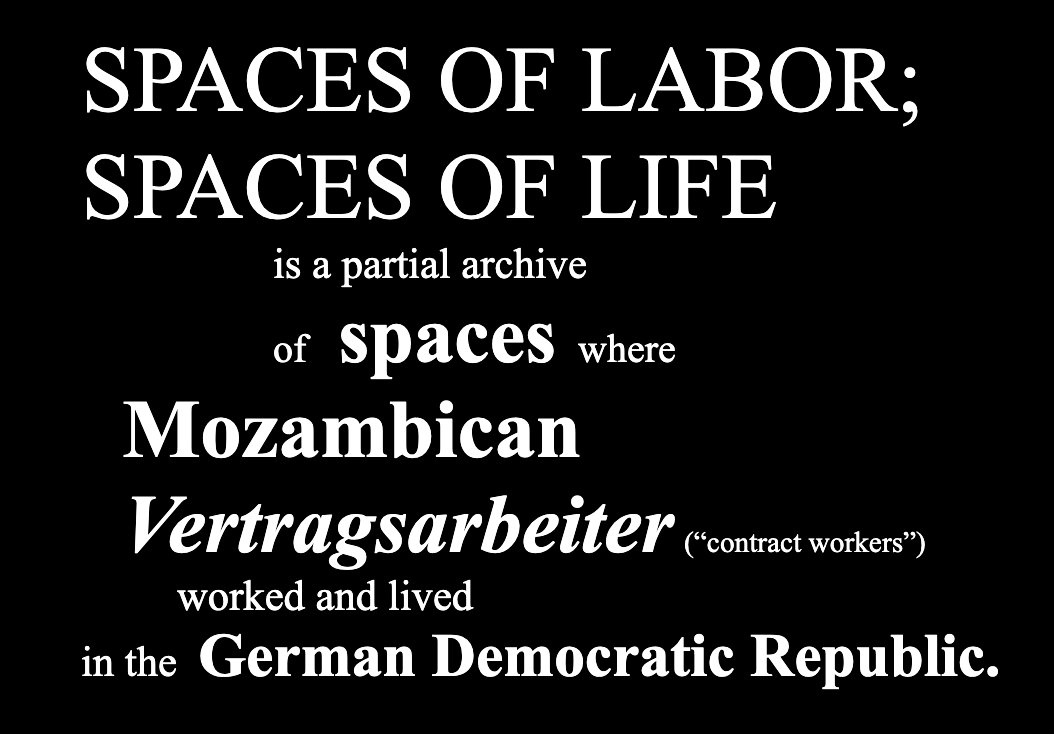 SPACES OF LABOR;
SPACES OF LIFE
is a partial archive
of spaces where
Mozambican
Vertragsarbeiter (“contract workers”)
worked and lived
in the German Democratic Republic.